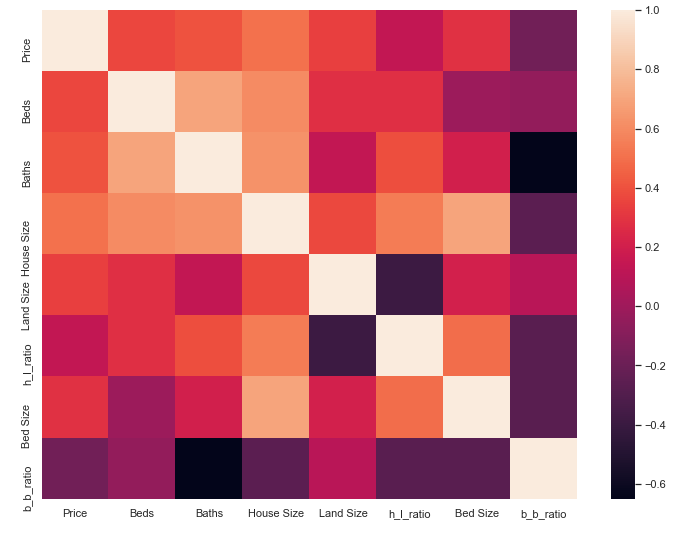 Price
Beds
Baths
House Size
Land Size
h_l_ratio
Bed Size
b_b_ratio
Price Beds Baths House Size Land Size h_l_ratio Bed Size b_b_ratio
1.0
0.8
0.6
0.4
0.2
0.0
−0.2
−0.4
−0.6